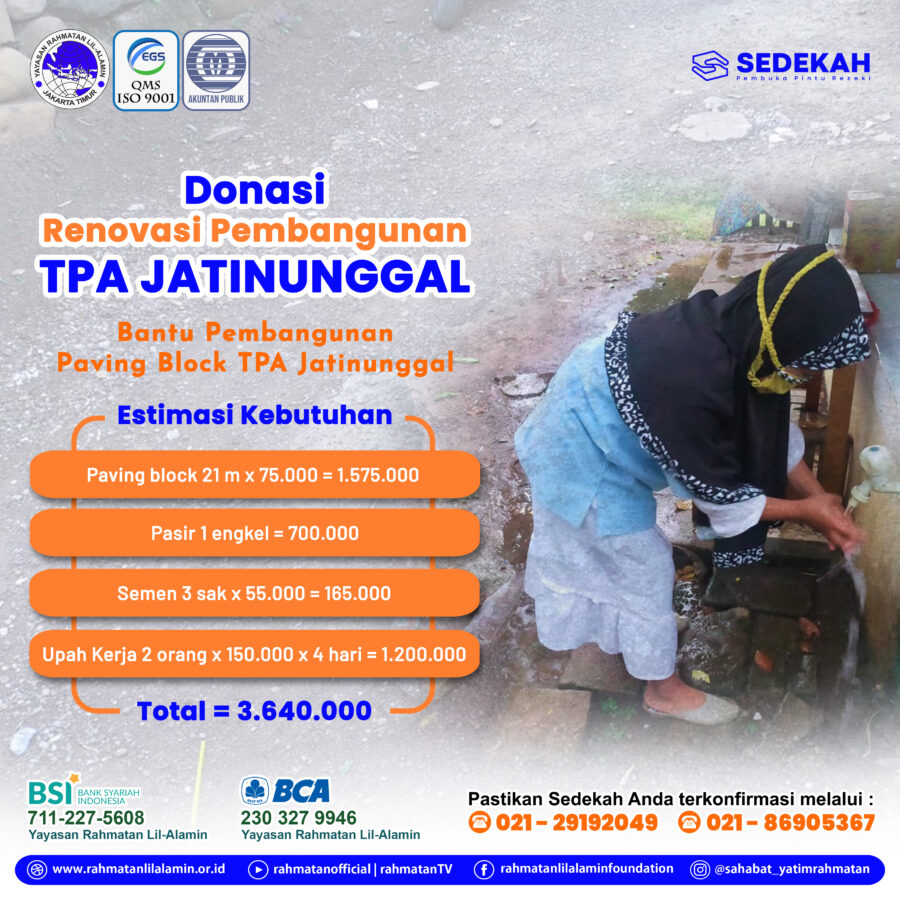 YAYASAN RAHMATAN LIL-ALAMIN
JAKARTA TIMUR
EGS
QMS
ISO 9001
AKUNTAN PUBLIK
SEDEKAH
Pembuka Pintu Rezeki
Donasi
Renovasi Pembangunan
TPA JATINUNGGAL
Bantu Pembangunan
Paving Block TPA Jatinunggal
Estimasi Kebutuhan
Paving block 21 m x 75.000 = 1.575.000
Pasir 1 engkel = 700.000
Semen 3 sak x 55.000 = 165.000
Upah Kerja 2 orang x 150.000 x 4 hari = 1.200.000
Total = 3.640.000
BSI BANK SYARIAH
INDONESIA
711-227-5608
Yayasan Rahmatan Lil-Alamin
BCA
230 327 9946
Yayasan Rahmatan Lil-Alamin
Pastikan Sedekah Anda terkonfirmasi melalui :
021 – 29192049 021 – 86905367
www.rahmatanlilalamin.or.id rahmatanofficial | rahmatanTV rahmatanlilalaminfoundation @sahabat_yatimrahmatan